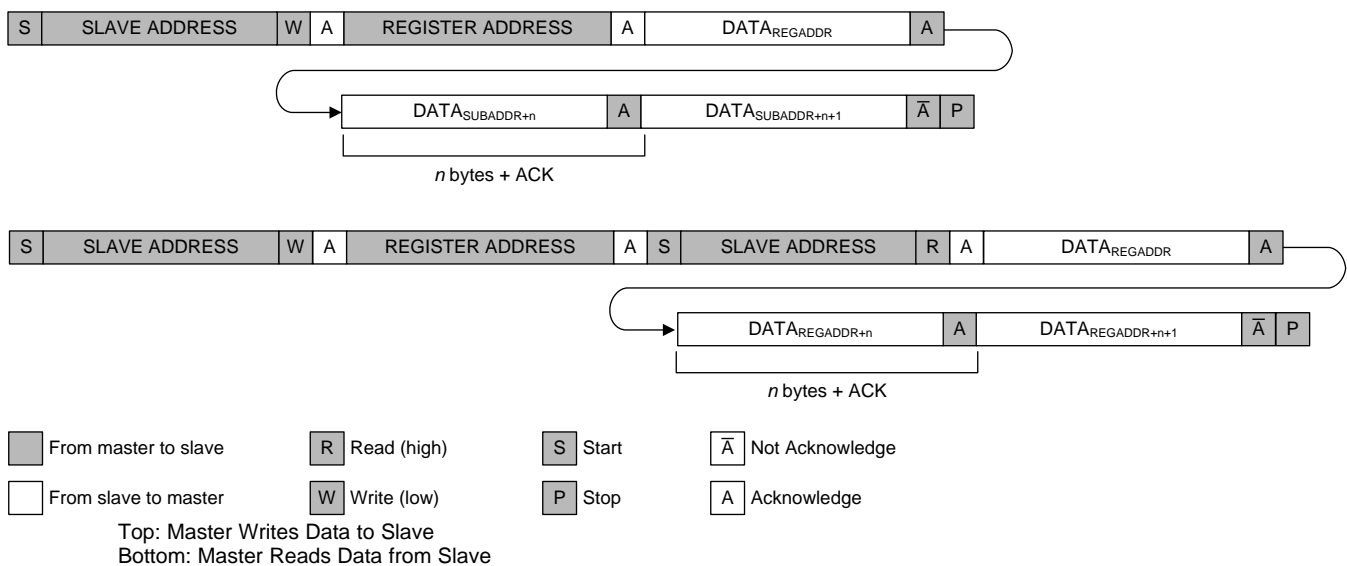 S SLAVE ADDRESS W A REGISTER ADDRESS A DATAREGADDR A
DATASUBADDR+n A DATASUBADDR+n+1 A̅ P
n bytes + ACK
S SLAVE ADDRESS W A REGISTER ADDRESS A S SLAVE ADDRESS R A DATAREGADDR A
DATAREGADDR+n A DATAREGADDR+n+1 A̅ P
n bytes + ACK
From master to slave R Read (high) S Start A̅ Not Acknowledge
From slave to master W Write (low) P Stop A Acknowledge
Top: Master Writes Data to Slave
Bottom: Master Reads Data from Slave